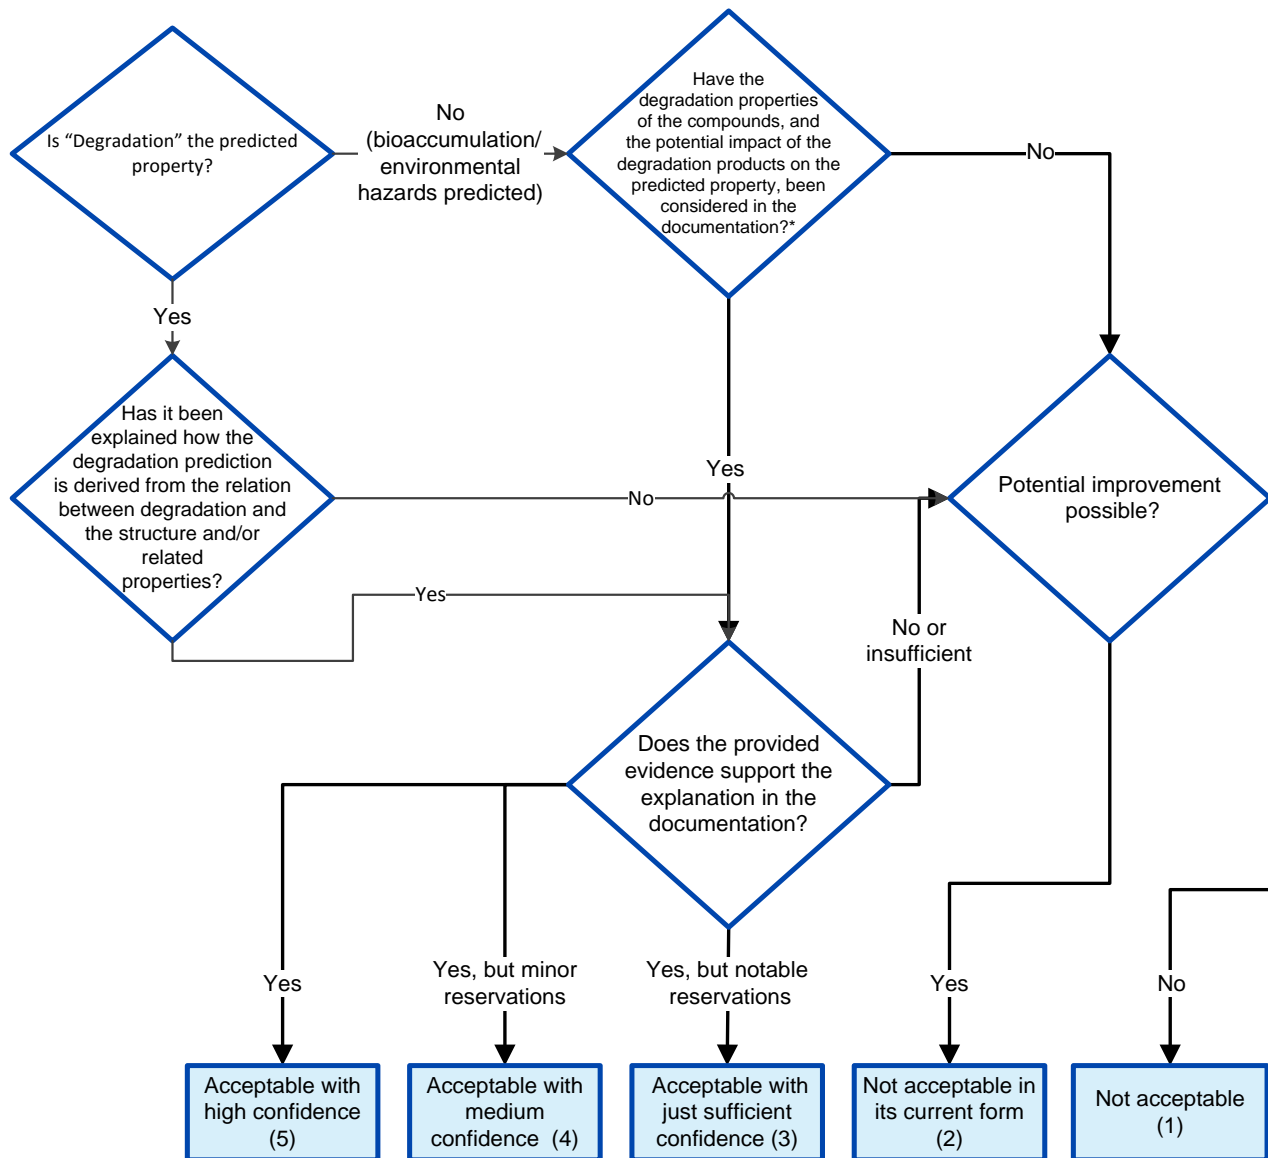 Is “Degradation” the predicted
property?
No
(bioaccumulation/
environmental
hazards predicted)
Have the
degradation properties
of the compounds, and
the potential impact of the
degradation products on the
predicted property, been
considered in the
documentation?*
No
Yes
Has it been
explained how the
degradation prediction
is derived from the relation
between degradation and
the structure and/or
related
properties?
No
Yes
Yes
Potential improvement
possible?
No or
insufficient
Does the provided
evidence support the
explanation in the
documentation?
Yes
Yes, but minor
reservations
Yes, but notable
reservations
Yes
No
Acceptable with
high confidence
(5)
Acceptable with
medium
confidence  (4)
Acceptable with
just sufficient
confidence (3)
Not acceptable in
its current form
(2)
Not acceptable
(1)